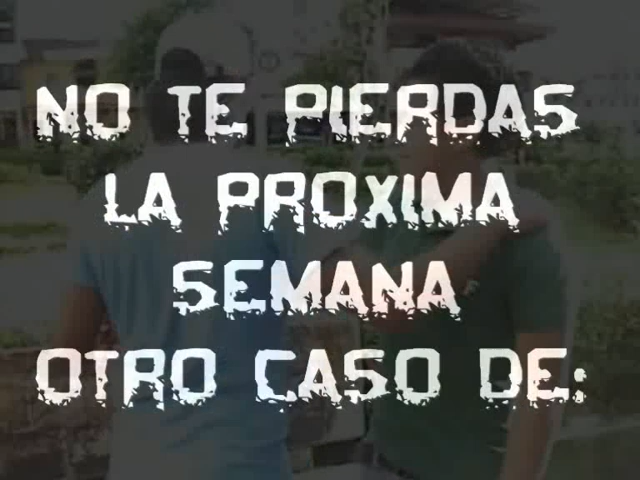 NO TE PIERDAS
LA PROXIMA
SEMANA
OTRO CASO DE: